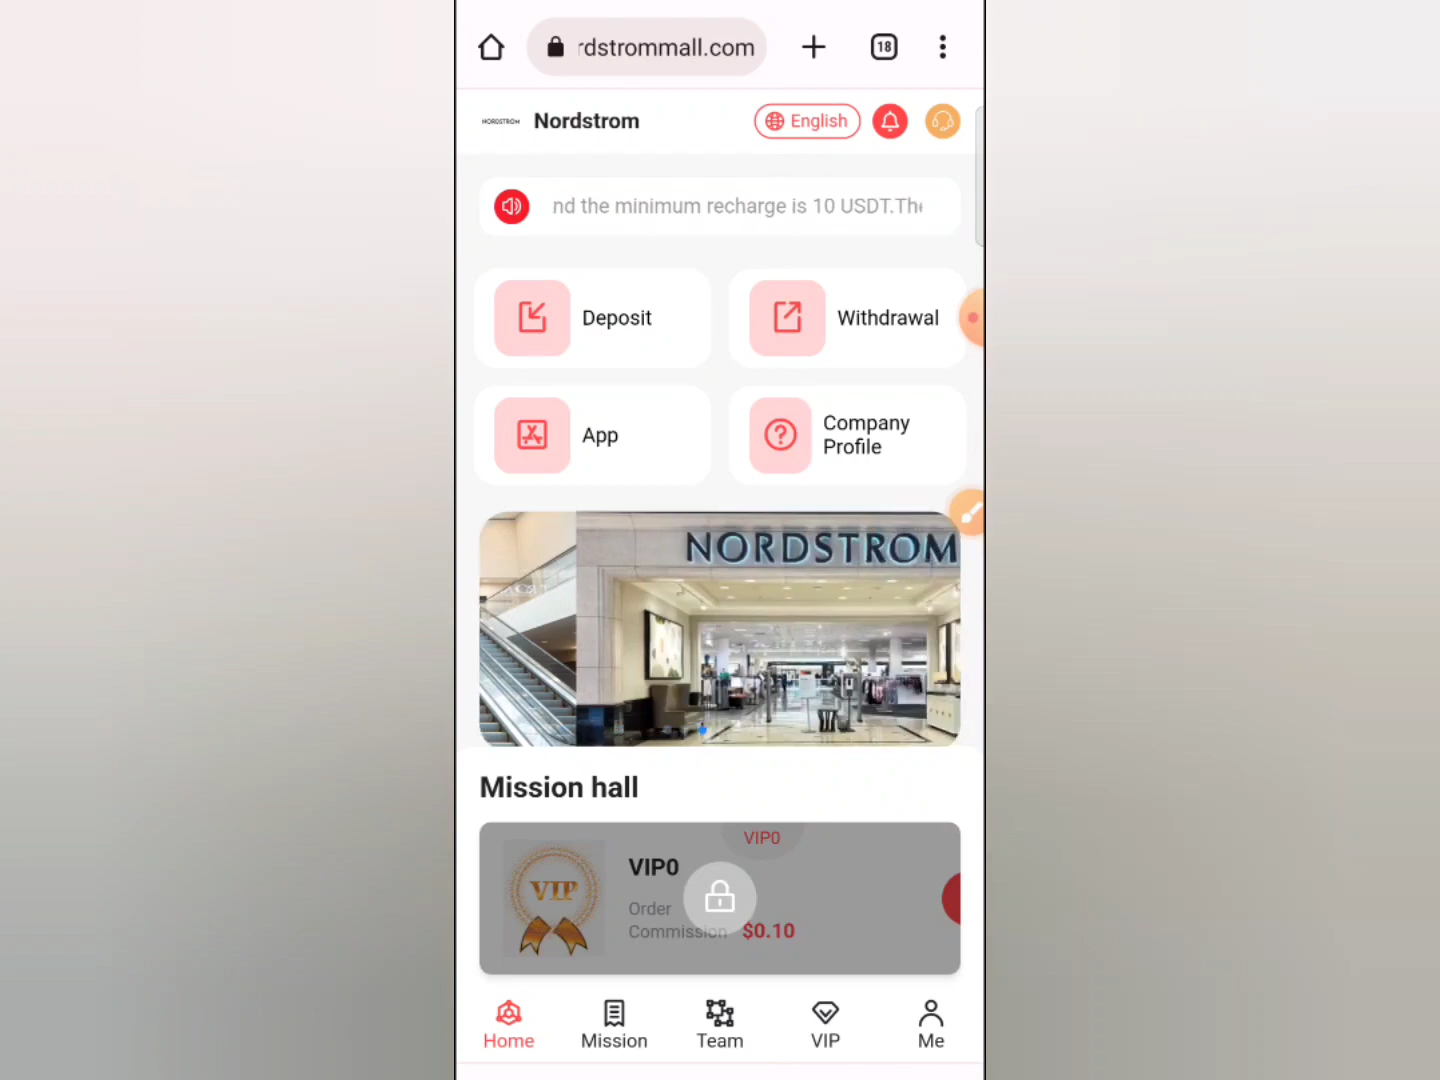 rdstrommall.com
18
NORDSTROM
Nordstrom
English
nd the minimum recharge is 10 USDT.The
Deposit
Withdrawal
App
Company
Profile
NORDSTROM
Mission hall
VIP0
VIP
VIP0
Order
Commission $0.10
Home
Mission
Team
VIP
Me